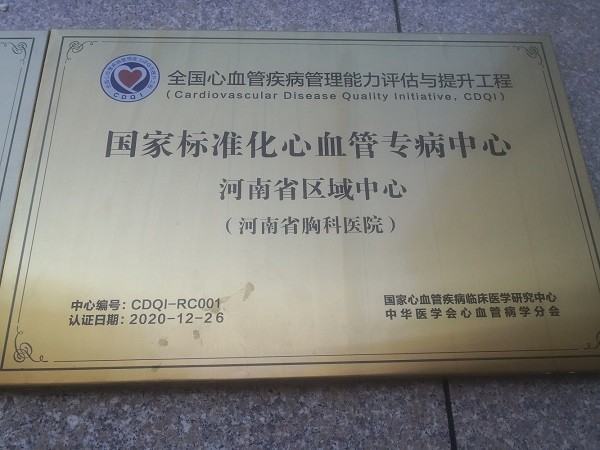 全国心血管疾病管理能力评估与提升工程
(Cardiovascular Disease Quality Initiative, CDQI)
CDQI
国家标准化心血管专病中心
河南省区域中心
(河南省胸科医院)
中心编号: CDQI-RC001
认证日期: 2020-12-26
国家心血管疾病临床医学研究中心
中华医学会心血管病学分会